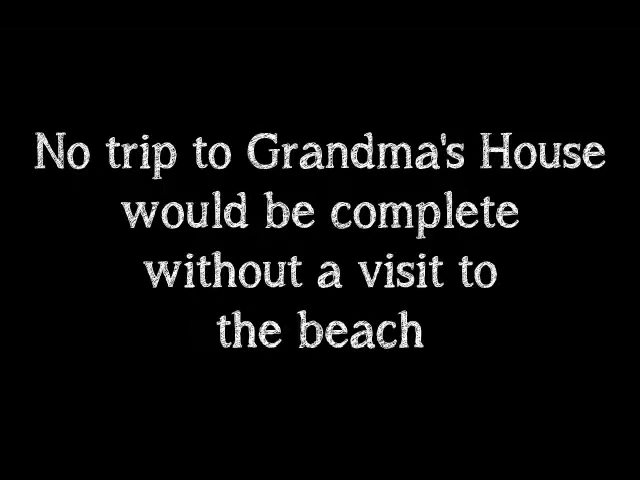 No trip to Grandma's House
would be complete
without a visit to
the beach